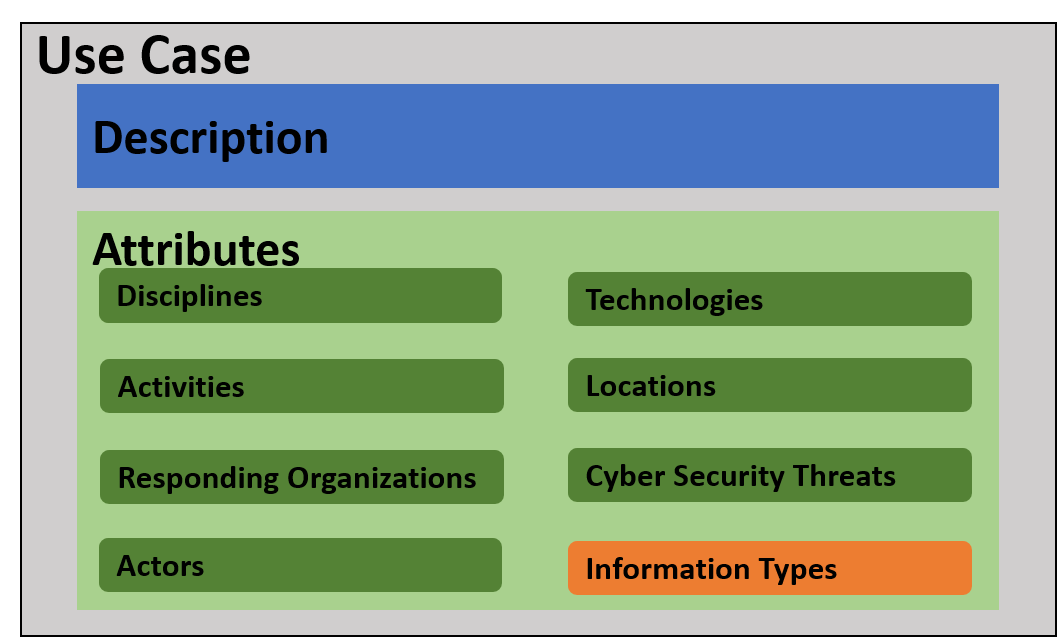 Use Case
Description
Attributes
Disciplines
Technologies
Activities
Locations
Responding Organizations
Cyber Security Threats
Actors
Information Types